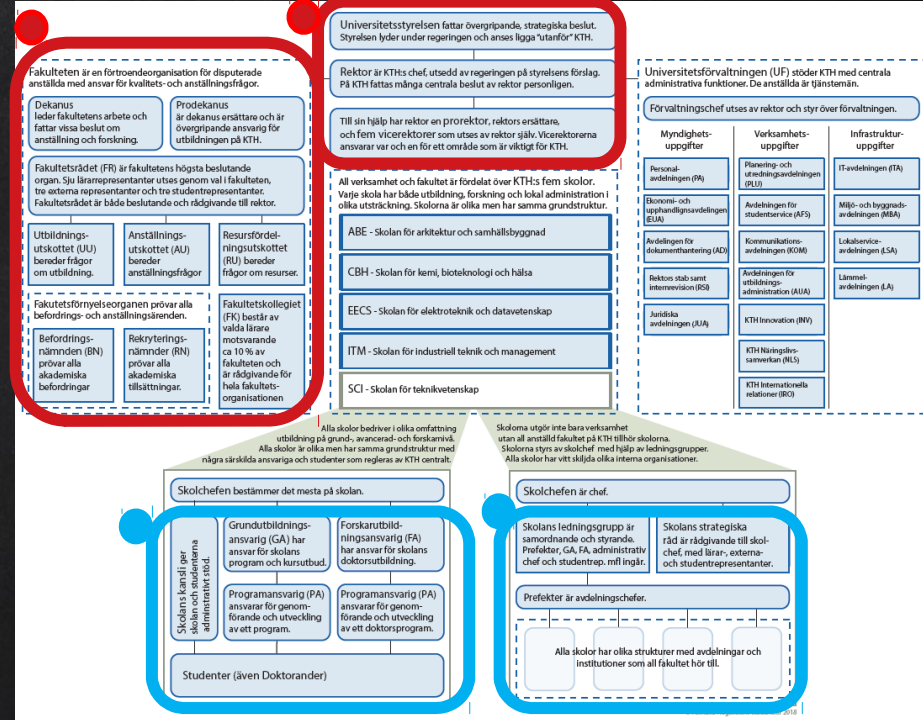 Universitetsstyrelsen fattar övergripande, strategiska beslut.
Styrelsen lyder under regeringen och anses ligga "utanför" KTH.
Rektor är KTH:s chef, utsedd av regeringen på styrelsens förslag.
På KTH fattas många centrala beslut av rektor personligen.
Till sin hjälp har rektor en prorektor, rektors ersättare,
och fem vicerektorer som utses av rektor själv. Vicerektorerna
ansvarar var och en för ett område som är viktigt för KTH.
Fakulteten är en förtroendeorganisation för disputerade
anställda med ansvar för kvalitets- och anställningsfrågor.
Dekanus
leder fakultetens arbete och
fattar vissa beslut om
anställning och forskning.
Prodekanus
är dekanus ersättare och är
övergripande ansvarig för
utbildningen på KTH.
Fakultetsrådet (FR) är fakultetens högsta beslutande
organ. Sju lärarrepresentanter utses genom val i fakulteten,
tre externa representanter och tre studentrepresentanter.
Fakultetsrådet är både beslutande och rådgivande till rektor.
Utbildnings-
utskottet (UU)
bereder frågor
om utbildning.
Anställnings-
utskottet (AU)
bereder
anställningsfrågor
Resursfördel-
ningsutskottet
(RU) bereder
frågor om resurser.
Fakutetsförnyelseorganen prövar alla
befordrings- och anställningsärenden.
Befordrings-
nämnden (BN)
prövar alla
akademiska
befordringar
Rekryterings-
nämnder (RN)
prövar alla
akademiska
tillsättningar.
Fakultetskollegiet
(FK) består av
valda lärare
motsvarande
ca 10 % av
fakulteten och
är rådgivande för
hela fakultets-
organisationen
All verksamhet och fakultet är fördelat över KTH:s fem skolor.
Varje skola har både utbildning, forskning och lokal administration i
olika utsträckning. Skolorna är olika men har samma grundstruktur.
ABE - Skolan för arkitektur och samhällsbyggnad
CBH - Skolan för kemi, bioteknologi och hälsa
EECS - Skolan för elektroteknik och datavetenskap
ITM - Skolan för industriell teknik och management
SCI - Skolan för teknikvetenskap
Universitetsförvaltningen (UF) stöder KTH med centrala
administrativa funktioner. De anställda är tjänstemän.
Förvaltningschef utses av rektor och styr över förvaltningen.
Myndighets-
uppgifter
Personal-
avdelningen (PA)
Ekonomi- och
upphandlignsavdelingen
(EUA)
Avdelingen för
dokumenthantering (AD)
Rektors stab samt
internrevision (RSI)
Juridiska
avdelningen (JUA)
Verksamhets-
uppgifter
Planering- och
utredningsavdelningen
(PLU)
Avdelningen för
studentservice (AFS)
Kommunikations-
avdelningen (KOM)
Avdelningen för
utbildnings-
administration (AUA)
KTH Innovation (INV)
KTH Näringslivs-
samverkan (NLS)
KTH Internationella
relationer (IRO)
Infrastruktur-
uppgifter
IT-avdelningen (ITA)
Miljö- och byggnads-
avdelningen (MBA)
Lokalservice-
avdelningen (LSA)
Lämmel-
avdelningen (LA)
Alla skolor bedriver i olika omfattning
utbildning på grund-, avancerad- och forskarnivå.
Alla skolor är olika men har samma grundstruktur med
några särskilda ansvariga och studenter som regleras av KTH centralt.
Skolorna utgör inte bara verksamhet
utan all anställd fakultet på KTH tillhör skolorna.
Skolorna styrs av skolchef med hjälp av ledningsgrupper.
Alla skolor har vitt skiljda olika interna organisationer.
Skolchefen bestämmer det mesta på skolan.
Skolans kansli ger
skolan och studenterna
adminstrativt stöd.
Grundutbildnings-
ansvarig (GA) har
ansvar för skolans
program och kursutbud.
Forskarutbild-
ningsansvarig (FA)
har ansvar för skolans
doktorsutbildning.
Programansvarig (PA)
ansvarar för genom-
förande och utveckling
av ett program.
Programansvarig (PA)
ansvarar för genom-
förande och utveckling
av ett doktorsprogram.
Studenter (även Doktorander)
Skolchefen är chef.
Skolans ledningsgrupp är
samordnande och styrande.
Prefekter, GA, FA, administrativ
chef och studentrep. mfl ingår.
Skolans strategiska
råd är rådgivande till skol-
chef, med lärar-, externa-
och studentrepresentanter.
Prefekter är avdelningschefer.
Alla skolor har olika strukturer med avdelningar och
institutioner som all fakultet hör till.
2018